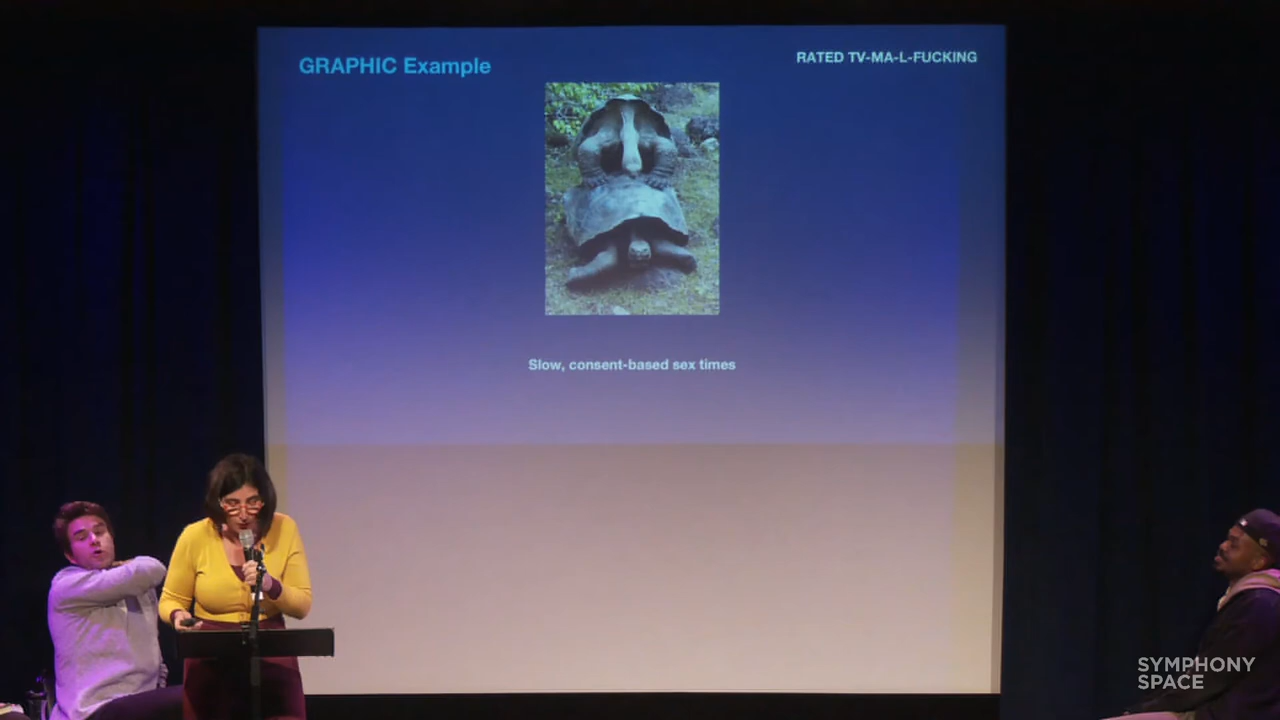 GRAPHIC Example
RATED TV-MA-L-FUCKING
Slow, consent-based sex times
SYMPHONY
SPACE